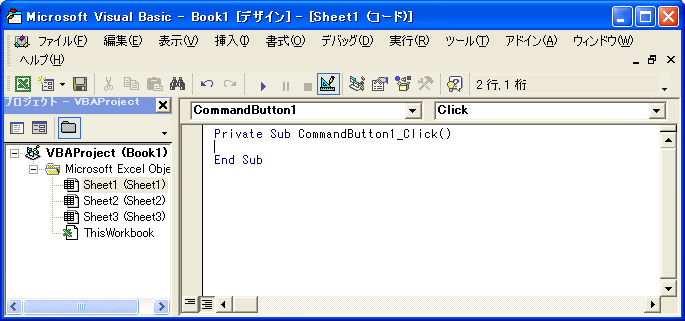 Microsoft Visual Basic - Book1 [デザイン] - [Sheet1 (コード)]
ファイル(F) 編集(E) 表示(V) 挿入(I) 書式(O) デバッグ(D) 実行(R) ツール(T) アドイン(A) ウィンドウ(W)
ヘルプ(H)
2 行, 1 桁
プロジェクト - VBAProject
CommandButton1 Click
Private Sub CommandButton1_Click()
End Sub
VBAProject (Book1)
Microsoft Excel Obje
Sheet1 (Sheet1)
Sheet2 (Sheet2)
Sheet3 (Sheet3)
ThisWorkbook